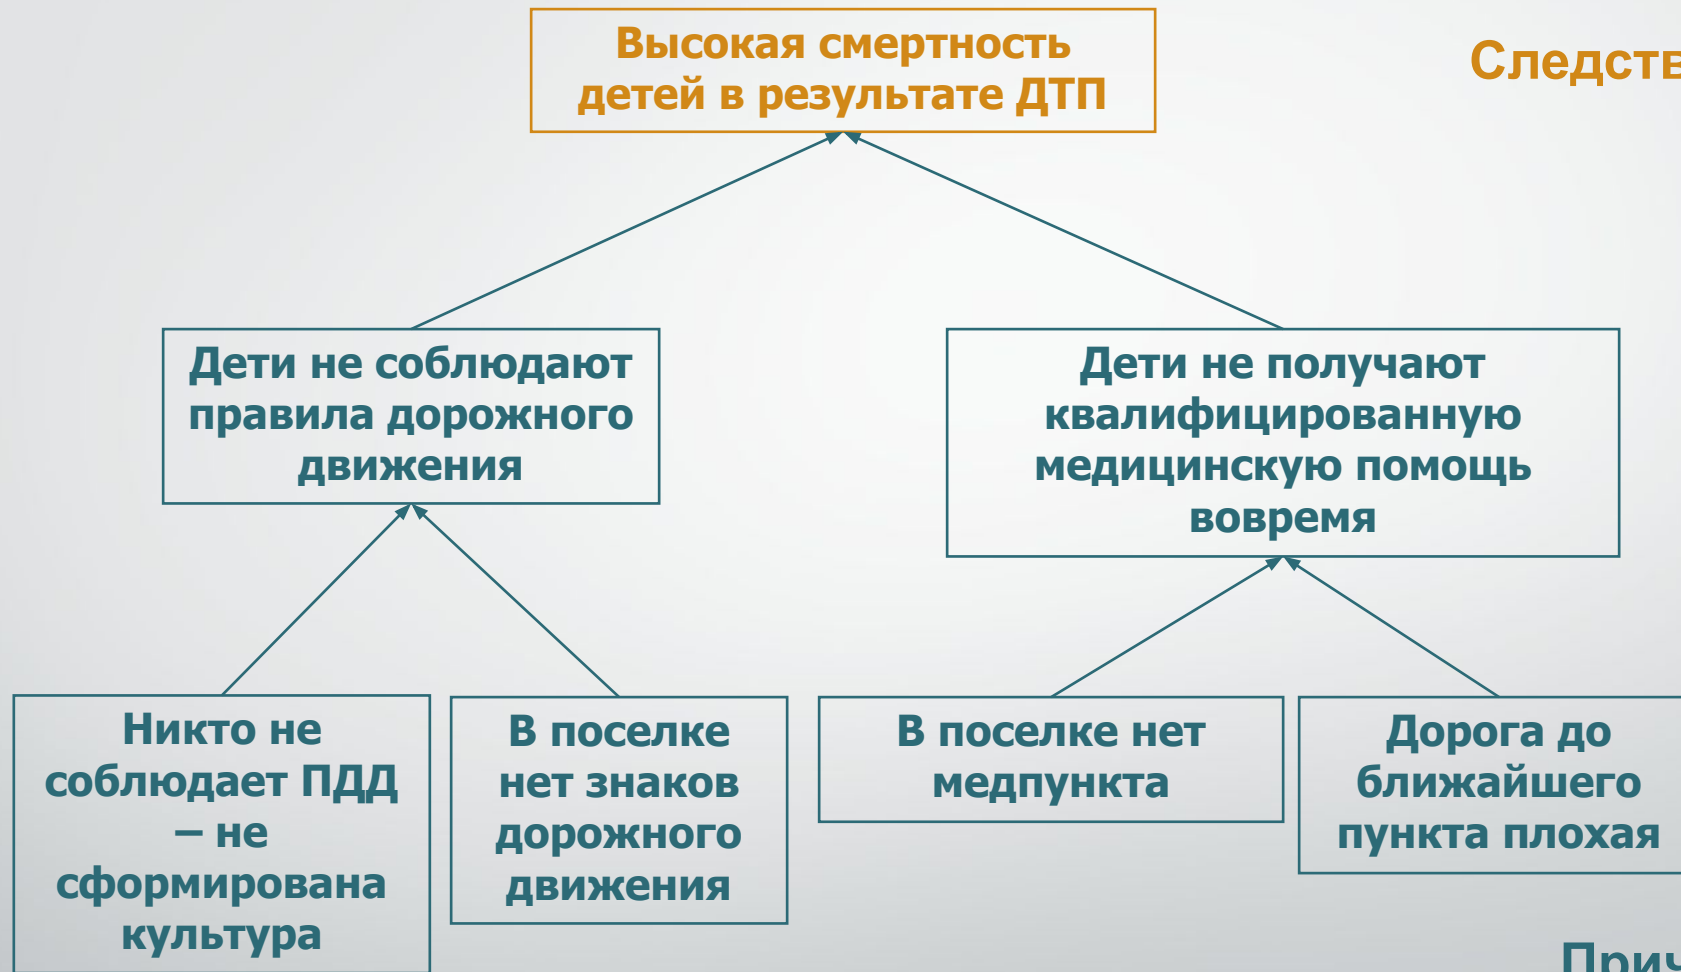 Высокая смертность
детей в результате ДТП
Следств
Дети не соблюдают
правила дорожного
движения
Дети не получают
квалифицированную
медицинскую помощь
вовремя
Никто не
соблюдает ПДД
– не
сформирована
культура
В поселке
нет знаков
дорожного
движения
В поселке нет
медпункта
Дорога до
ближайшего
пункта плохая
Прич